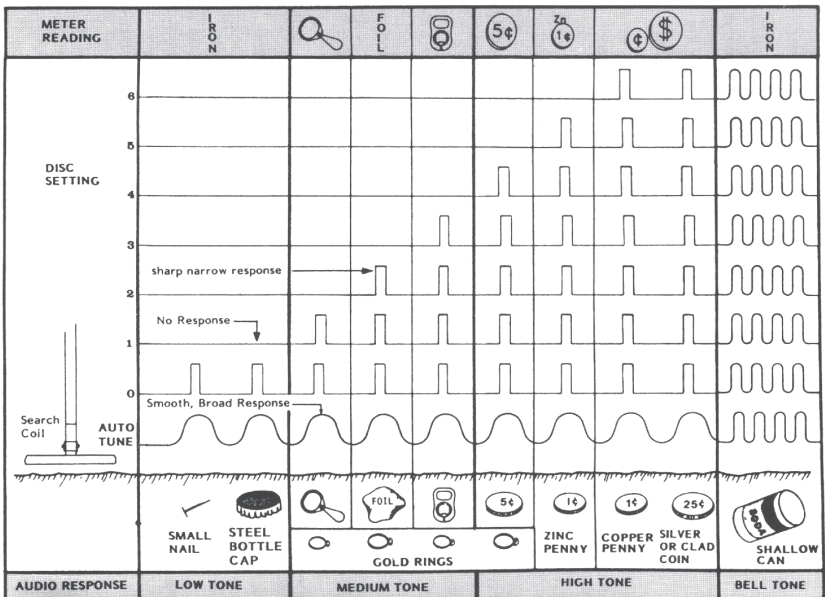 METER
READING
IRON
FOIL
5¢
Zn
1¢
¢ $
IRON
6
5
DISC
SETTING
4
3
sharp narrow response
2
No Response
1
0
Smooth, Broad Response
Search
Coil
AUTO
TUNE
FOIL
5¢
1¢
1¢
25¢
SODA
SMALL
NAIL
STEEL
BOTTLE
CAP
GOLD RINGS
ZINC
PENNY
COPPER
PENNY
SILVER
OR CLAD
COIN
SHALLOW
CAN
AUDIO RESPONSE
LOW TONE
MEDIUM TONE
HIGH TONE
BELL TONE